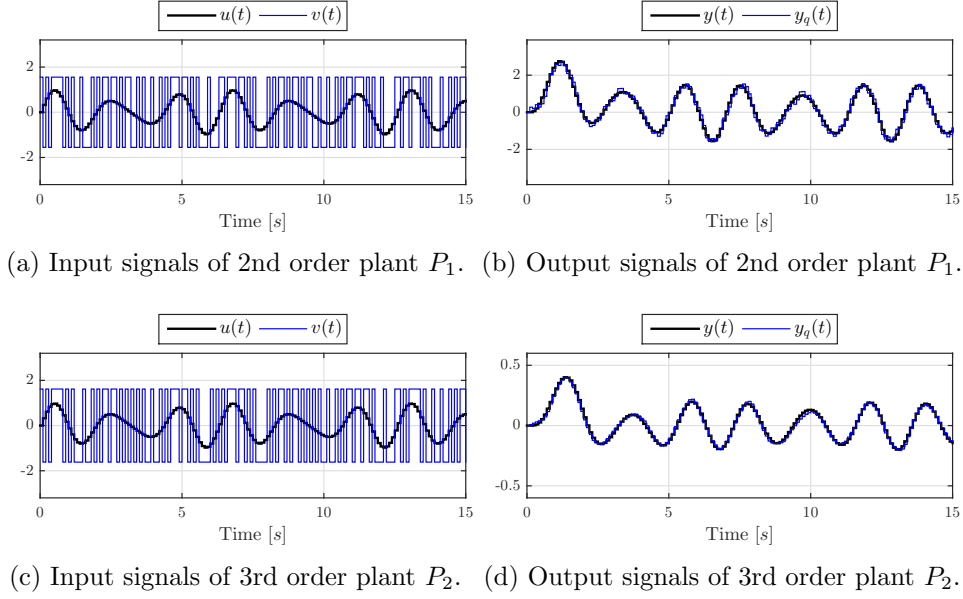 u(t) v(t)
2
0
-2
0 5 10 15
Time [s]
(a) Input signals of 2nd order plant P₁.
y(t) y_q(t)
2
0
-2
0 5 10 15
Time [s]
(b) Output signals of 2nd order plant P₁.
u(t) v(t)
2
0
-2
0 5 10 15
Time [s]
(c) Input signals of 3rd order plant P₂.
y(t) y_q(t)
0.5
0
-0.5
0 5 10 15
Time [s]
(d) Output signals of 3rd order plant P₂.